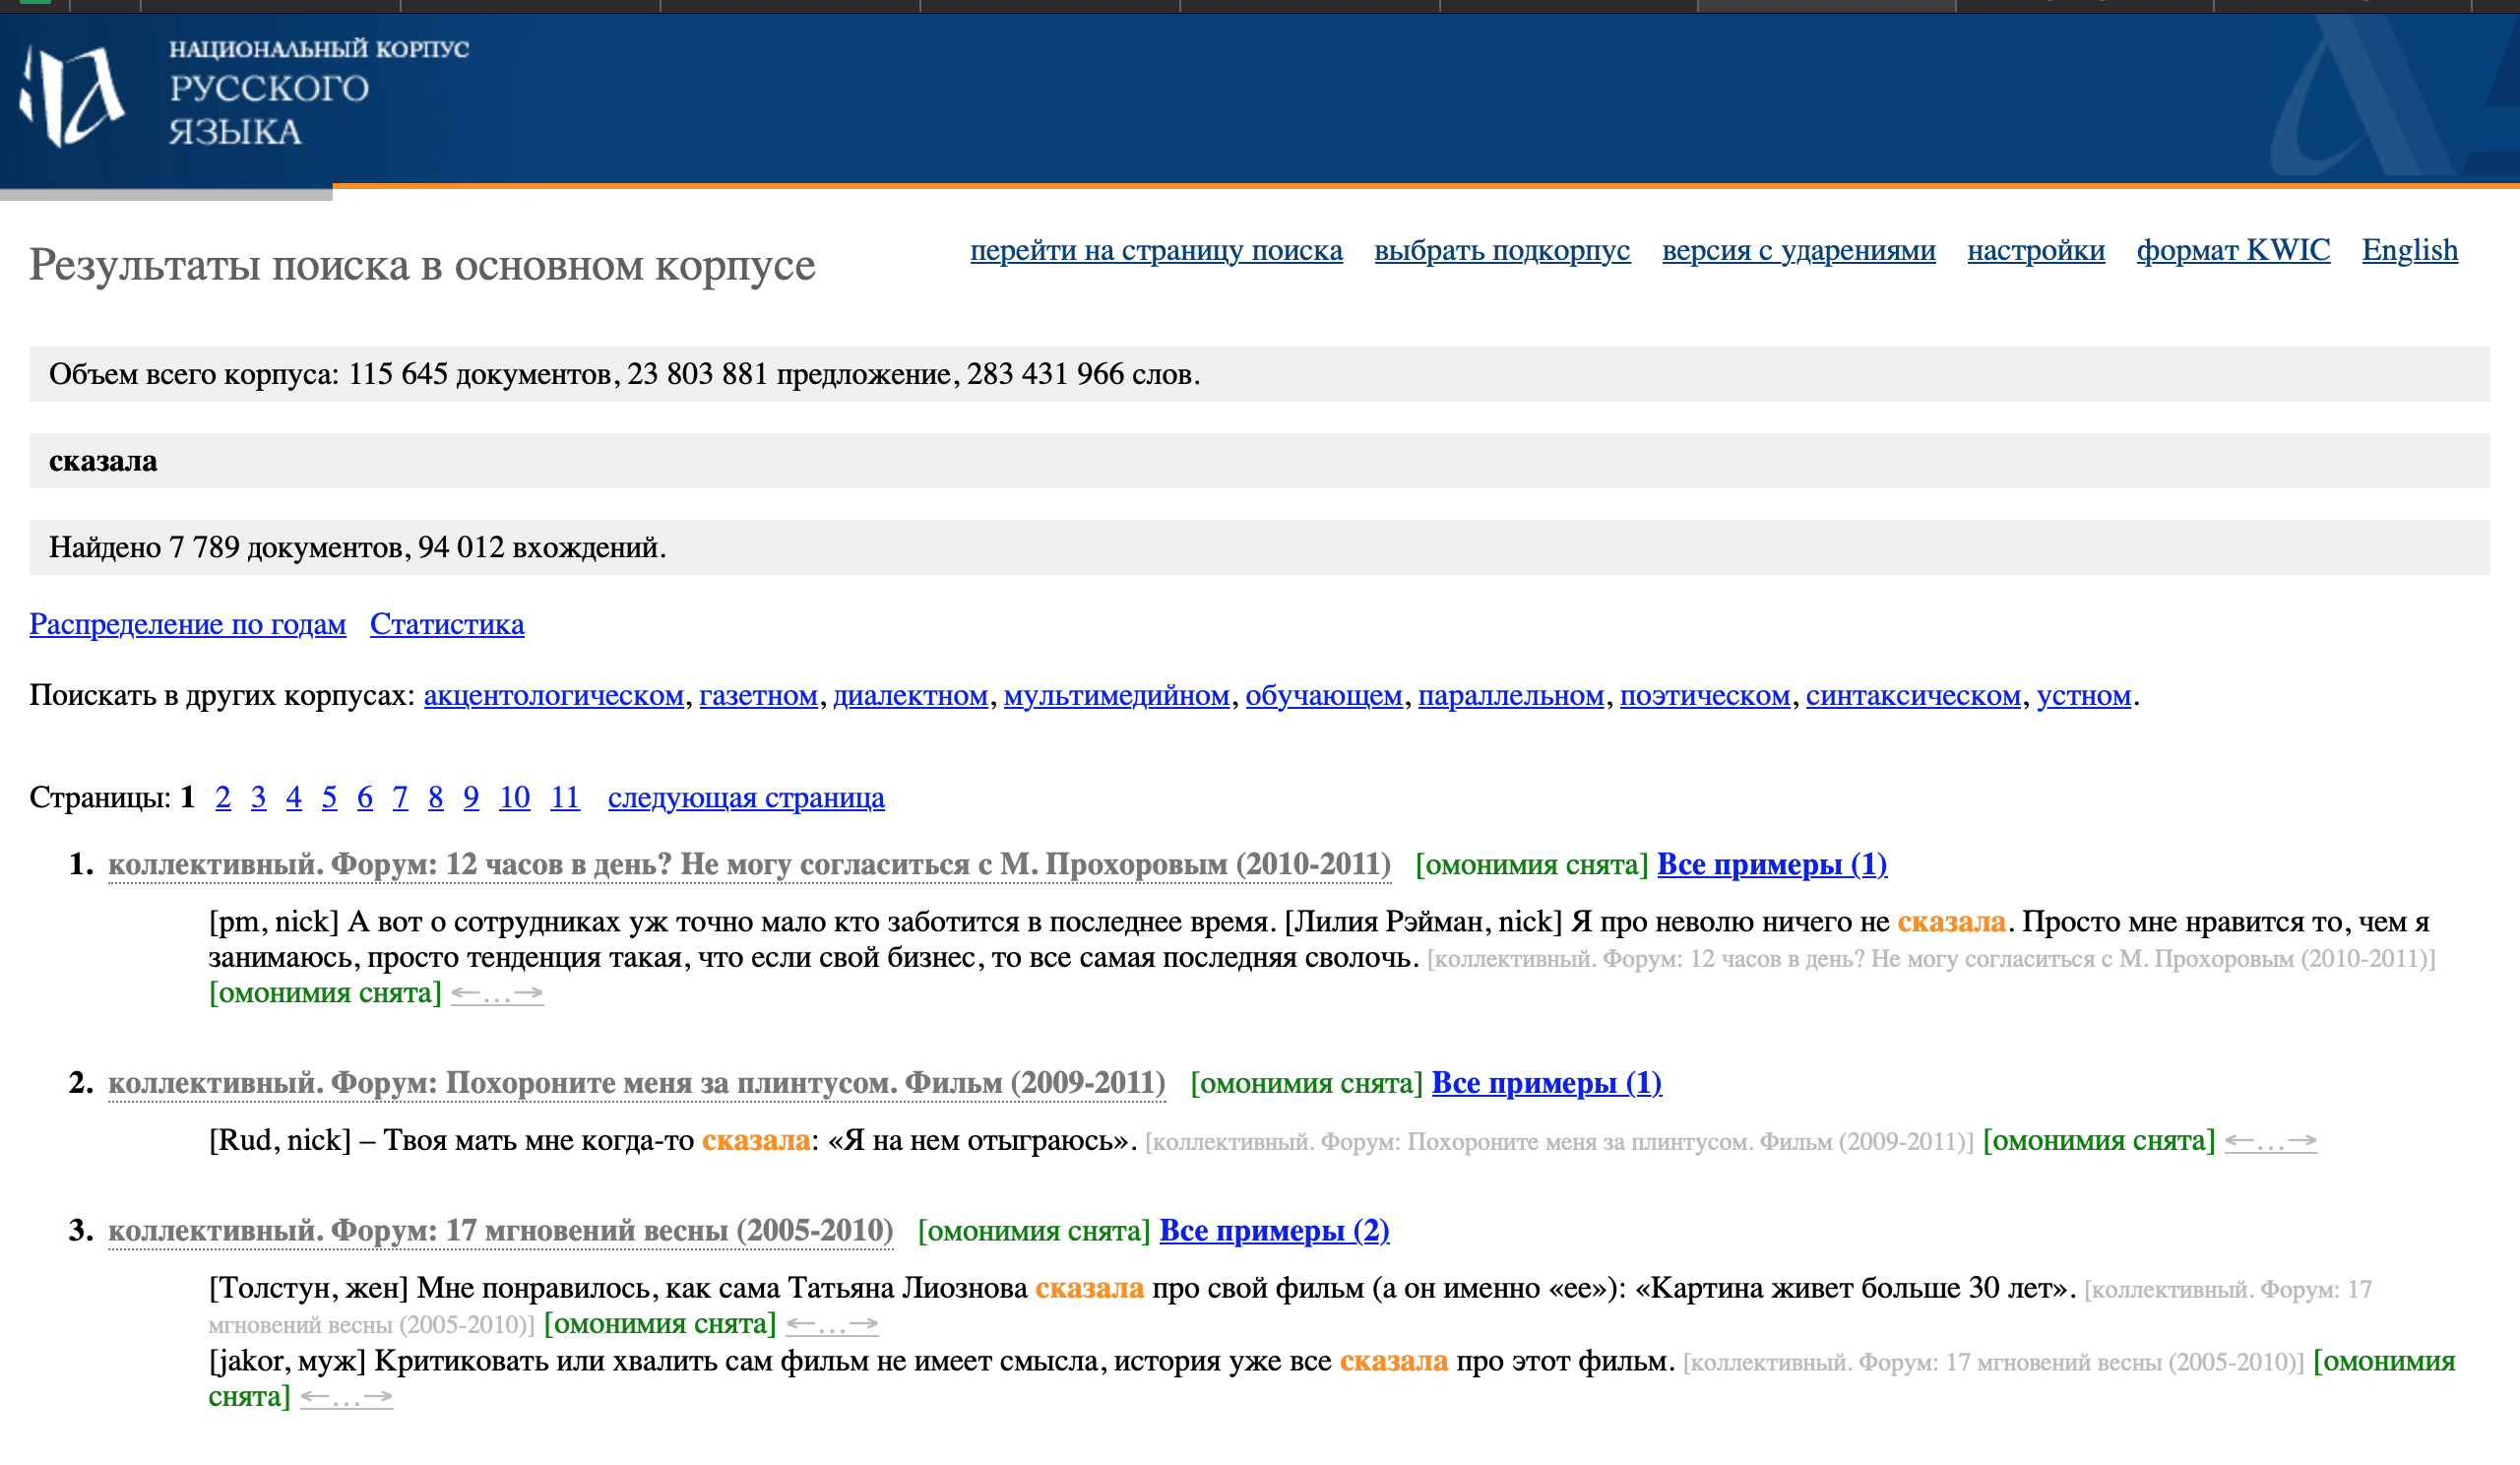 НАЦИОНАЛЬНЫЙ КОРПУС
РУССКОГО
ЯЗЫКА
Результаты поиска в основном корпусе
перейти на страницу поиска выбрать подкорпус версия с ударениями настройки формат KWIC English
Объем всего корпуса: 115 645 документов, 23 803 881 предложение, 283 431 966 слов.
сказала
Найдено 7 789 документов, 94 012 вхождений.
Распределение по годам Статистика
Поискать в других корпусах: акцентологическом, газетном, диалектном, мультимедийном, обучающем, параллельном, поэтическом, синтаксическом, устном.
Страницы: 1 2 3 4 5 6 7 8 9 10 11 следующая страница
1. коллективный. Форум: 12 часов в день? Не могу согласиться с М. Прохоровым (2010-2011) [омонимия снята] Все примеры (1)
[pm, nick] А вот о сотрудниках уж точно мало кто заботится в последнее время. [Лилия Рэйман, nick] Я про неволю ничего не сказала. Просто мне нравится то, чем я
занимаюсь, просто тенденция такая, что если свой бизнес, то все самая последняя сволочь. [коллективный. Форум: 12 часов в день? Не могу согласиться с М. Прохоровым (2010-2011)]
[омонимия снята] ←…→
2. коллективный. Форум: Похороните меня за плинтусом. Фильм (2009-2011) [омонимия снята] Все примеры (1)
[Rud, nick] – Твоя мать мне когда-то сказала: «Я на нем отыграюсь». [коллективный. Форум: Похороните меня за плинтусом. Фильм (2009-2011)] [омонимия снята] ←…→
3. коллективный. Форум: 17 мгновений весны (2005-2010) [омонимия снята] Все примеры (2)
[Толстун, жен] Мне понравилось, как сама Татьяна Лиознова сказала про свой фильм (а он именно «ее»): «Картина живет больше 30 лет». [коллективный. Форум: 17
мгновений весны (2005-2010)] [омонимия снята] ←…→
[jakor, муж] Критиковать или хвалить сам фильм не имеет смысла, история уже все сказала про этот фильм. [коллективный. Форум: 17 мгновений весны (2005-2010)] [омонимия
снята] ←…→